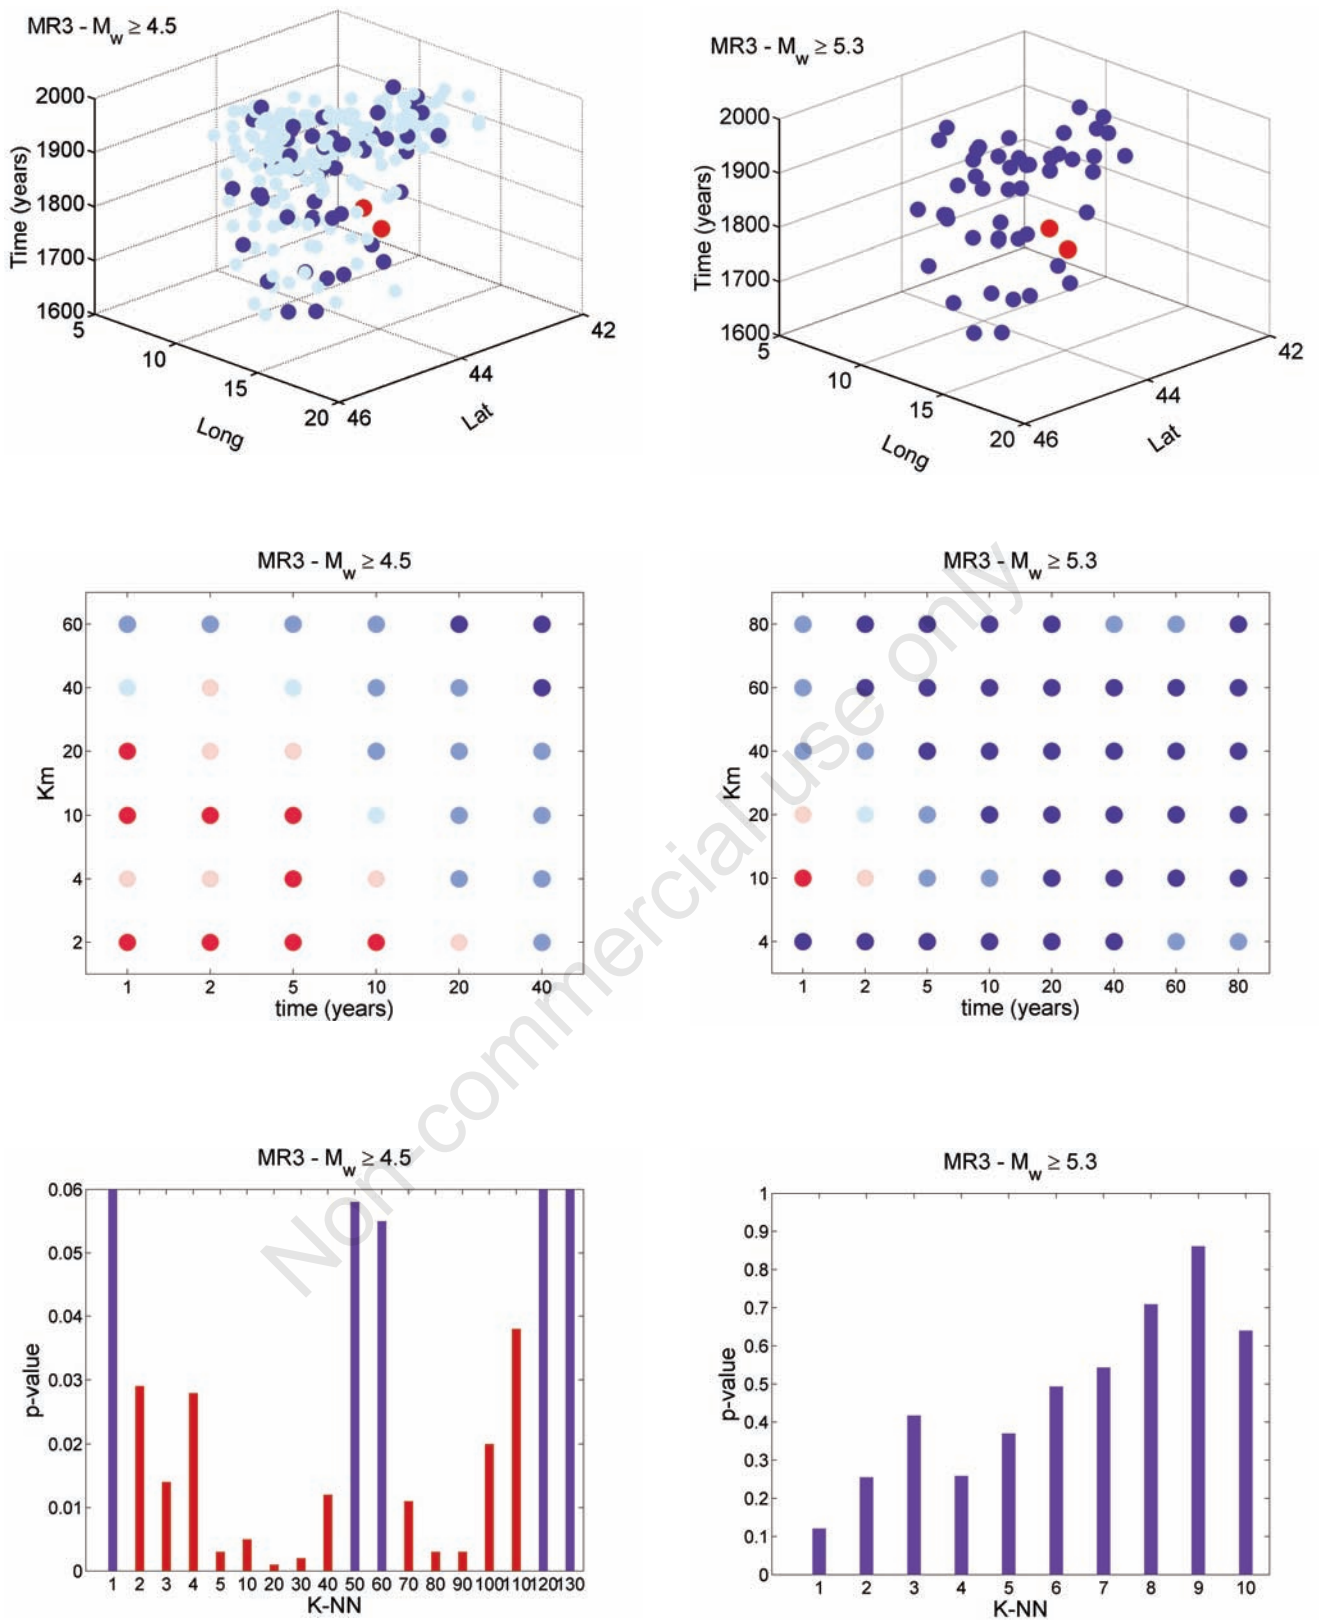 MR3 - Mw ≥ 4.5
2000
1900
1800
1700
1600
Time (years)
5
10
15
20
Long
46
44
42
Lat
MR3 - Mw ≥ 5.3
2000
1900
1800
1700
1600
Time (years)
5
10
15
20
Long
46
44
42
Lat
MR3 - Mw ≥ 4.5
60
40
20
10
4
2
Km
1 2 5 10 20 40
time (years)
MR3 - Mw ≥ 5.3
80
60
40
20
10
4
Km
1 2 5 10 20 40 60 80
time (years)
MR3 - Mw ≥ 4.5
0.06
0.05
0.04
0.03
0.02
0.01
0
p-value
1 2 3 4 5 10 20 30 40 50 60 70 80 90 100 110 120 130
K-NN
MR3 - Mw ≥ 5.3
1
0.9
0.8
0.7
0.6
0.5
0.4
0.3
0.2
0.1
0
p-value
1 2 3 4 5 6 7 8 9 10
K-NN
Non-commercial use only